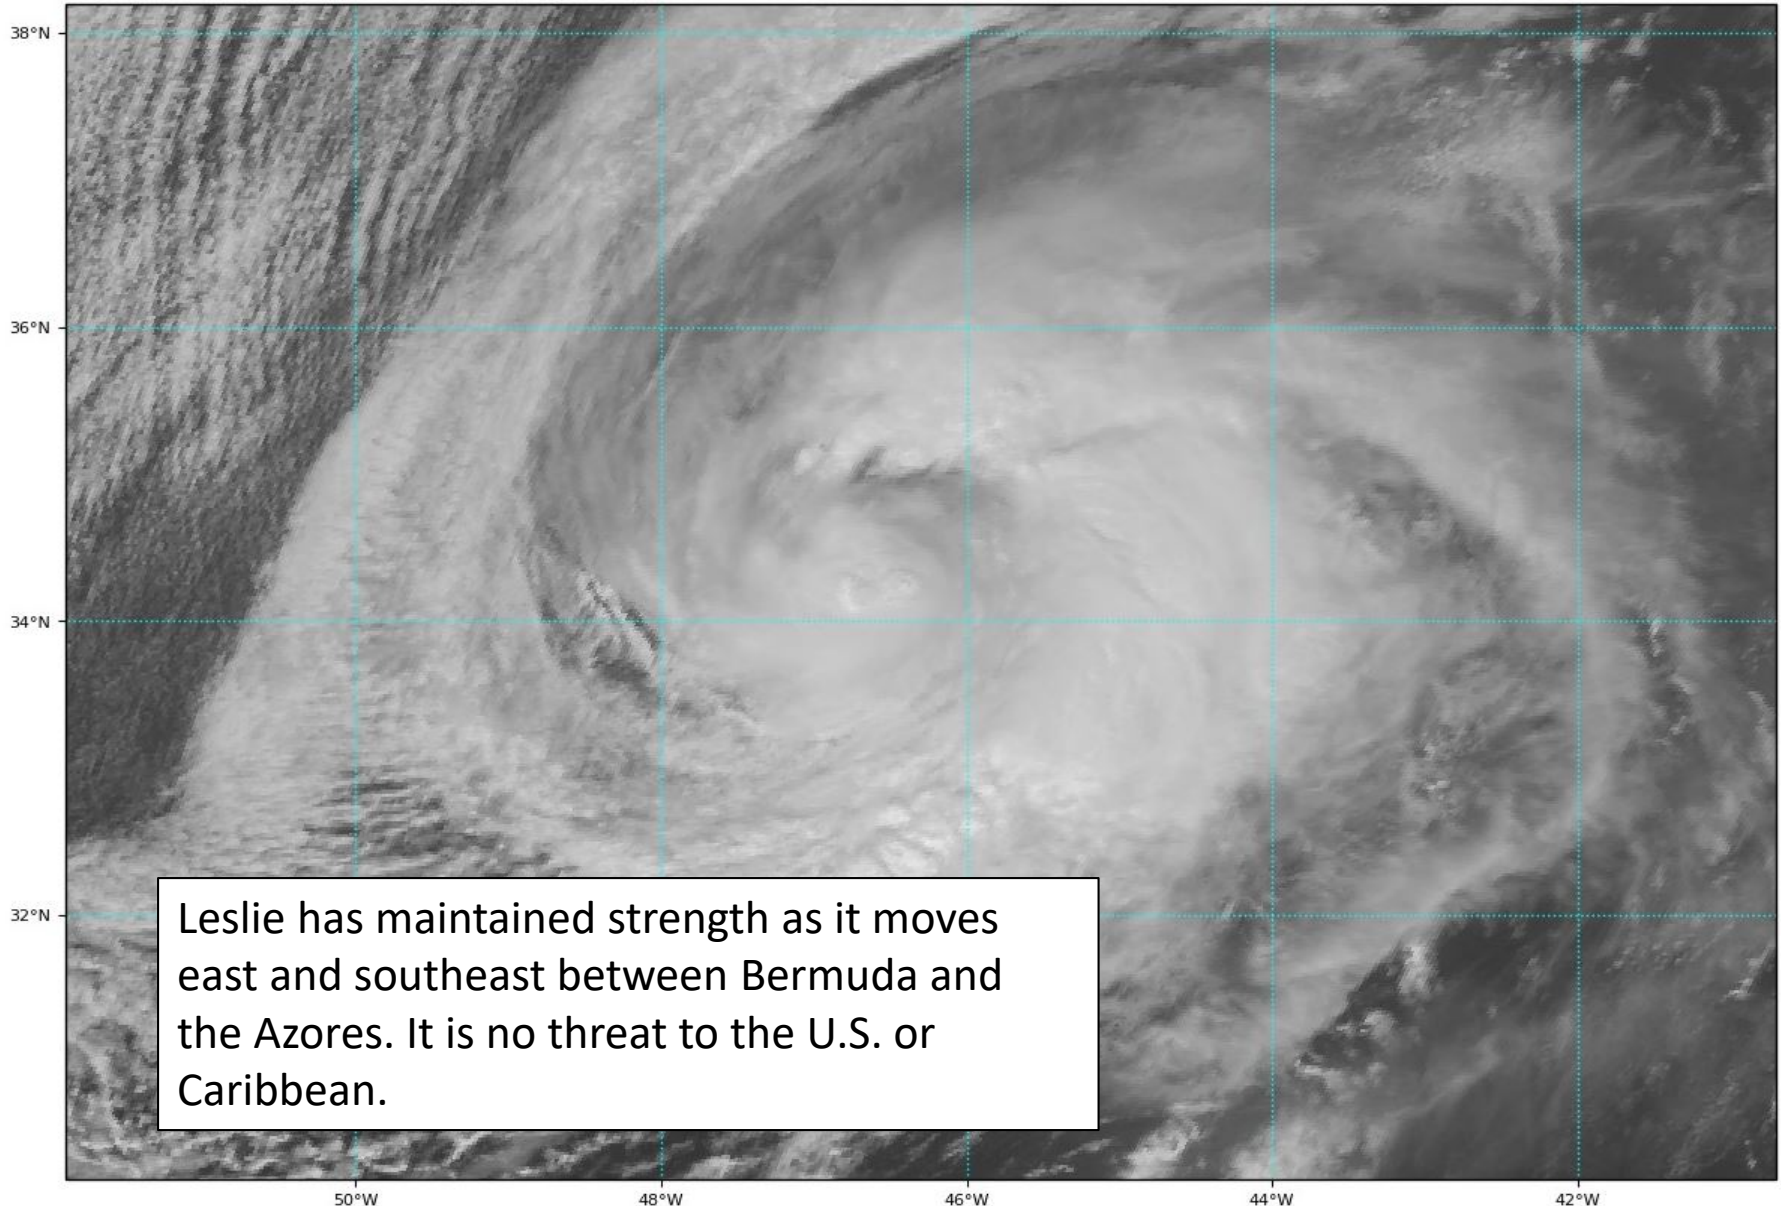 38°N
36°N
34°N
32°N
Leslie has maintained strength as it moves
east and southeast between Bermuda and
the Azores. It is no threat to the U.S. or
Caribbean.
50°W
48°W
46°W
44°W
42°W